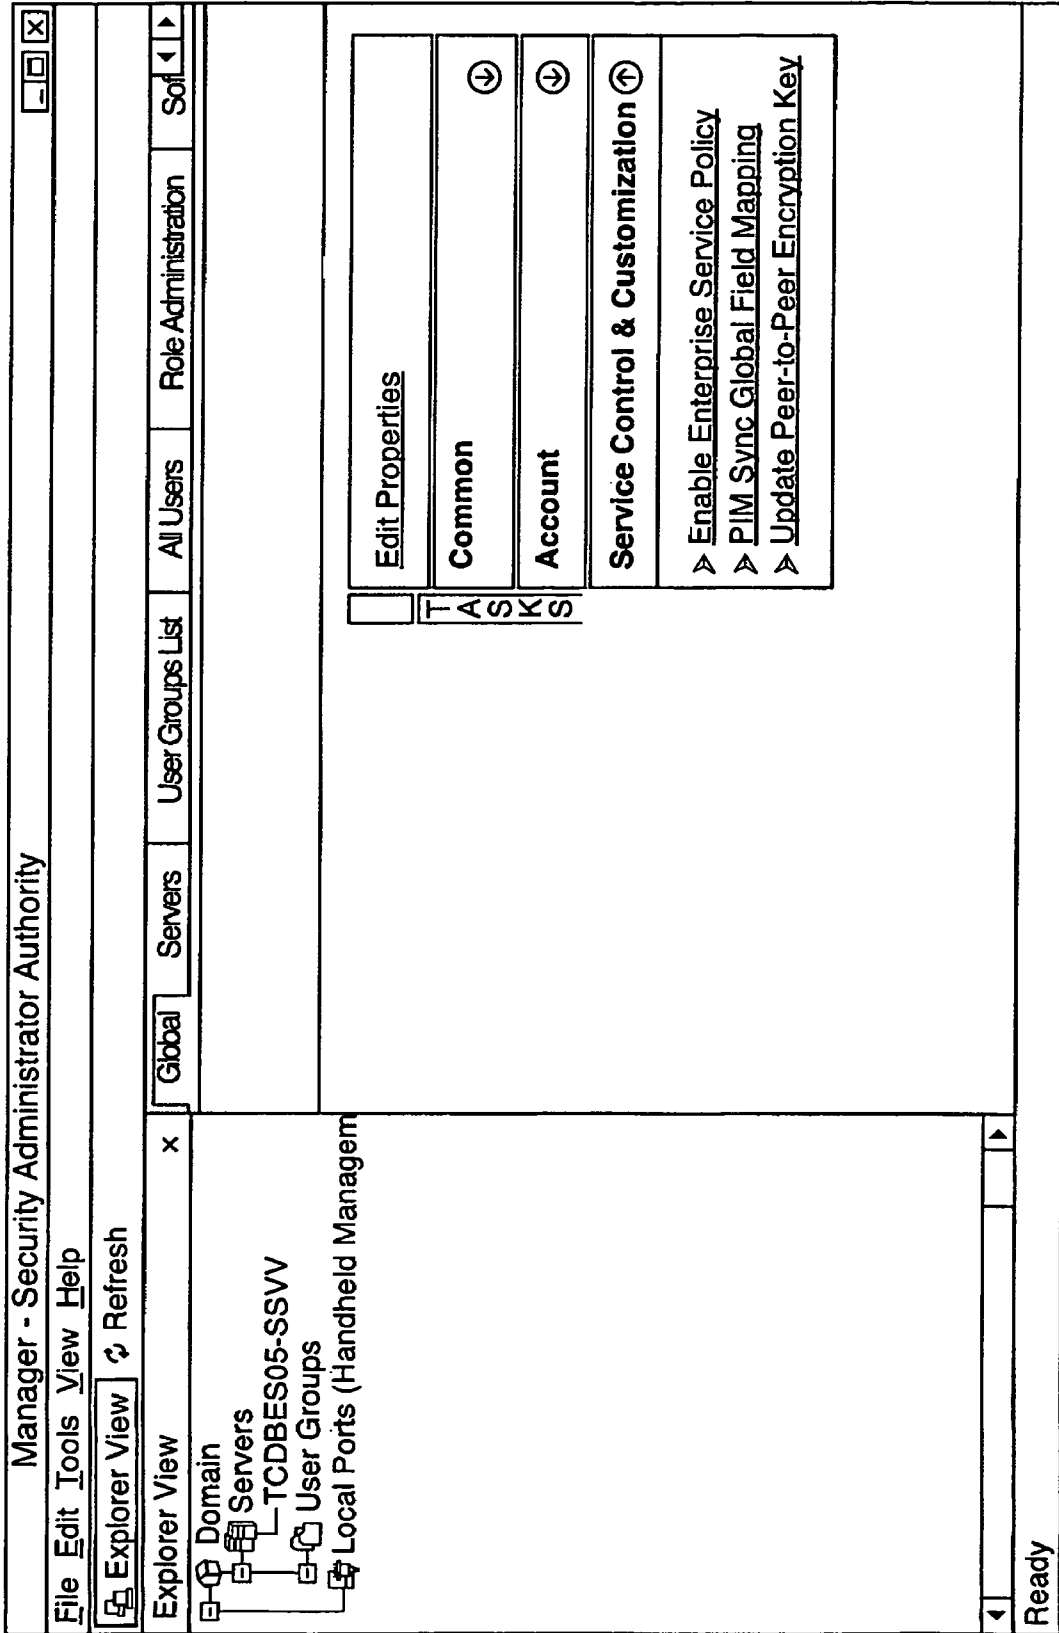 Manager - Security Administrator Authority
File Edit Tools View Help
Explorer View Refresh
Explorer View x
Global Servers User Groups List All Users Role Administration Sof
Domain
Servers
TCDBES05-SSVV
User Groups
Local Ports (Handheld Managem
TASKS
Edit Properties
Common
Account
Service Control & Customization
Enable Enterprise Service Policy
PIM Sync Global Field Mapping
Update Peer-to-Peer Encryption Key
Ready